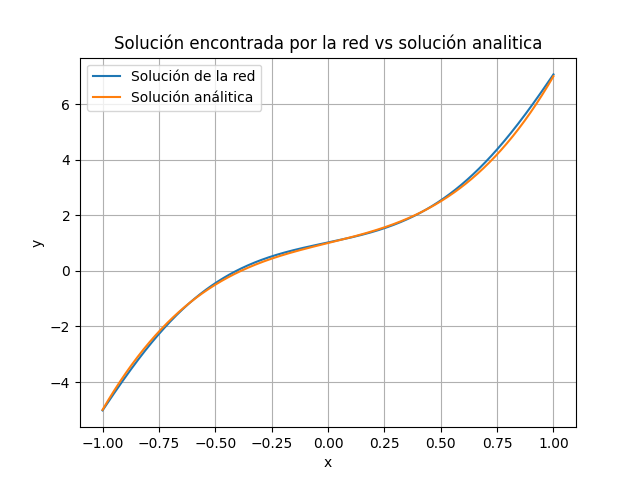 Solución encontrada por la red vs solución analitica
Solución de la red
Solución análitica
6
4
2
0
−2
−4
y
−1.00 −0.75 −0.50 −0.25 0.00 0.25 0.50 0.75 1.00
x